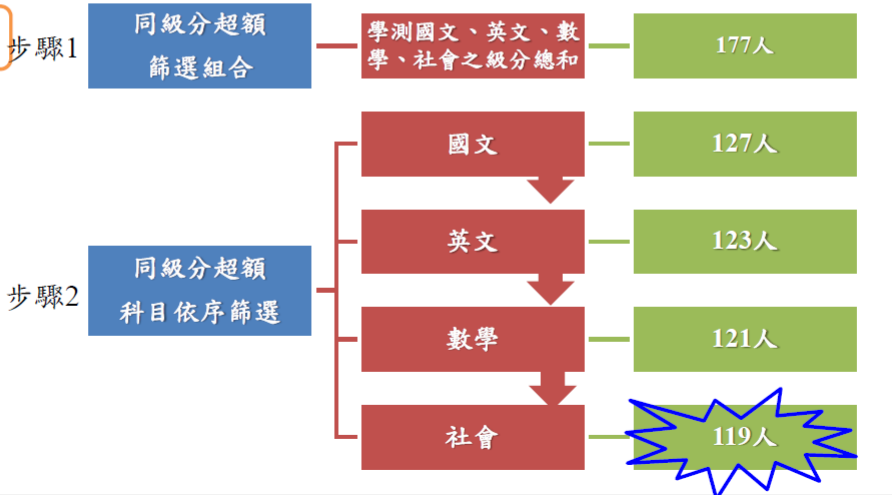 步驟1
同級分超額
篩選組合
學測國文、英文、數
學、社會之級分總和
177人
步驟2
同級分超額
科目依序篩選
國文
127人
英文
123人
數學
121人
社會
119人